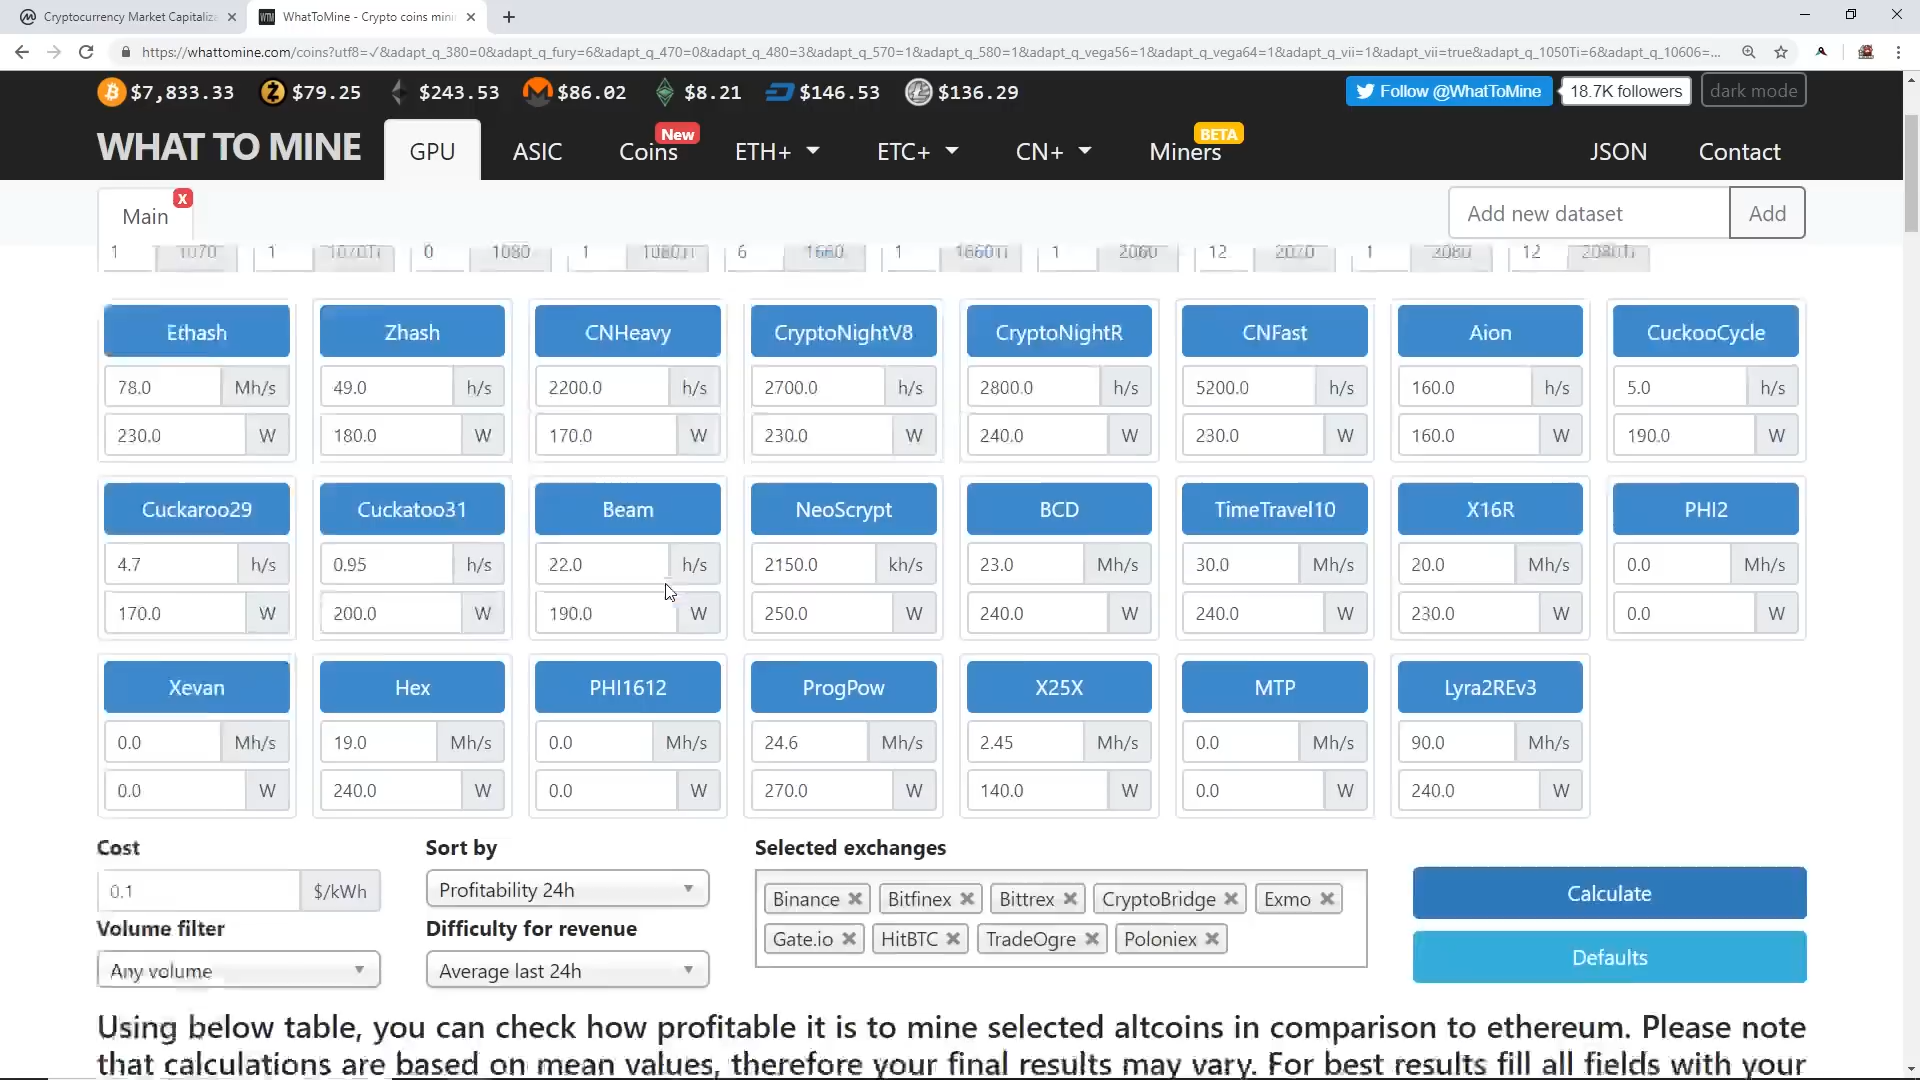 Cryptocurrency Market Capitaliza
WhatToMine - Crypto coins mini
https://whattomine.com/coins?utf8=✓&adapt_q_380=0&adapt_q_fury=6&adapt_q_470=0&adapt_q_480=3&adapt_q_570=1&adapt_q_580=1&adapt_q_vega56=1&adapt_q_vega64=1&adapt_q_vii=1&adapt_vii=true&adapt_q_1050Ti=6&adapt_q_10606=...
$7,833.33 $79.25 $243.53 $86.02 $8.21 $146.53 $136.29
Follow @WhatToMine 18.7K followers dark mode
WHAT TO MINE GPU ASIC Coins New ETH+ ETC+ CN+ Miners BETA JSON Contact
Main X Add new dataset Add
1 1070 1 1070Ti 0 1080 1 1080Ti 6 1660 1 1660Ti 1 2060 12 2070 1 2080 12 2080Ti
Ethash Zhash CNHeavy CryptoNightV8 CryptoNightR CNFast Aion CuckooCycle
78.0 Mh/s 49.0 h/s 2200.0 h/s 2700.0 h/s 2800.0 h/s 5200.0 h/s 160.0 h/s 5.0 h/s
230.0 W 180.0 W 170.0 W 230.0 W 240.0 W 230.0 W 160.0 W 190.0 W
Cuckaroo29 Cuckatoo31 Beam NeoScrypt BCD TimeTravel10 X16R PHI2
4.7 h/s 0.95 h/s 22.0 h/s 2150.0 kh/s 23.0 Mh/s 30.0 Mh/s 20.0 Mh/s 0.0 Mh/s
170.0 W 200.0 W 190.0 W 250.0 W 240.0 W 240.0 W 230.0 W 0.0 W
Xevan Hex PHI1612 ProgPow X25X MTP Lyra2REv3
0.0 Mh/s 19.0 Mh/s 0.0 Mh/s 24.6 Mh/s 2.45 Mh/s 0.0 Mh/s 90.0 Mh/s
0.0 W 240.0 W 0.0 W 270.0 W 140.0 W 0.0 W 240.0 W
Cost Sort by Selected exchanges
0.1 $/kWh Profitability 24h Binance Bitfinex Bittrex CryptoBridge Exmo Calculate
Volume filter Difficulty for revenue Gate.io HitBTC TradeOgre Poloniex Defaults
Any volume Average last 24h
Using below table, you can check how profitable it is to mine selected altcoins in comparison to ethereum. Please note
that calculations are based on mean values, therefore your final results may vary. For best results fill all fields with your